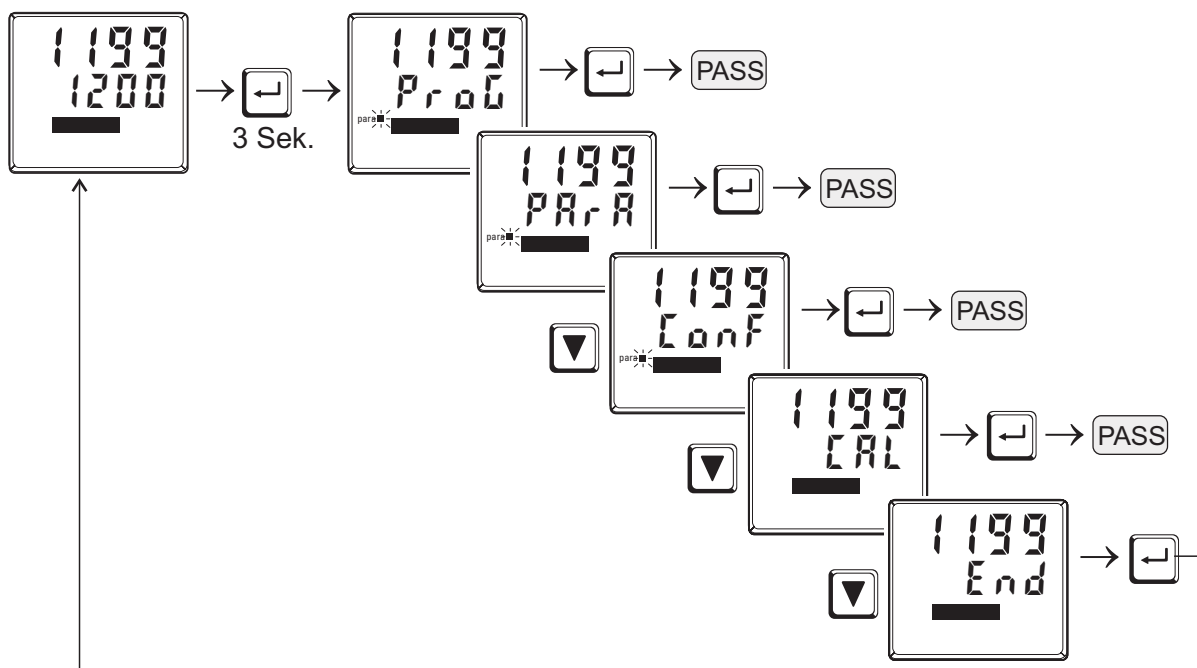 1199
1200
3 Sek.
1199
ProG
para
PASS
1199
PArA
para
PASS
1199
ConF
para
PASS
1199
CAL
PASS
1199
End